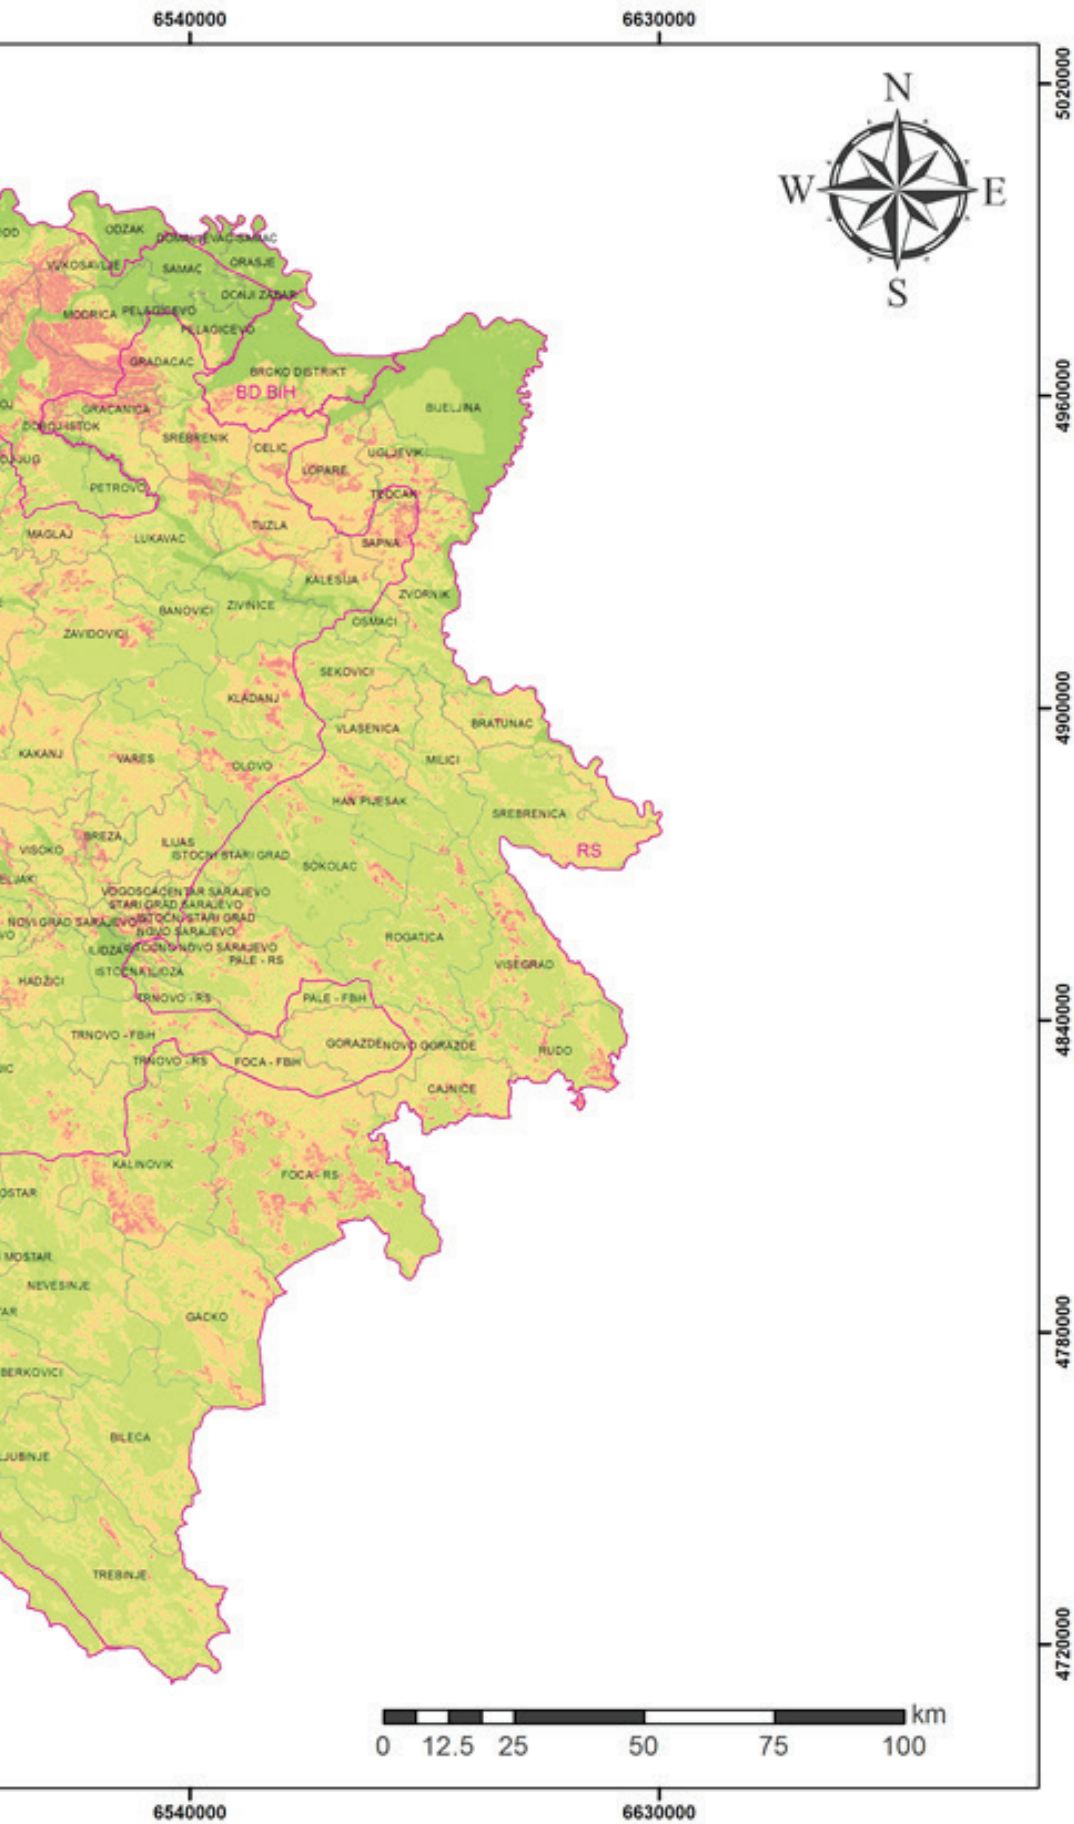 6540000 6630000
5020000
N
W E
S
ODZAK
DOMALJEVAC-SAMAC
VUKOSAVLJE
SAMAC
ORASJE
DONJI ZABAR
MODRICA
PELAGICEVO
PELAGICEVO
GRADACAC
BRCKO DISTRIKT
BD BIH
4960000
GRACANICA
BIJELJINA
DOBOJ-ISTOK
SREBRENIK
CELIC
UGLJEVIK
LOPARE
PETROVO
TEOCAK
TUZLA
MAGLAJ
LUKAVAC
SAPNA
KALESIJA
ZVORNIK
BANOVICI
ZIVINICE
OSMACI
ZAVIDOVICI
SEKOVICI
KLADANJ
4900000
BRATUNAC
VLASENICA
KAKANJ
VARES
MILICI
OLOVO
HAN PIJESAK
SREBRENICA
BREZA
ILIJAS
VISOKO
RS
ISTOCNI STARI GRAD
SOKOLAC
ELJAK
VOGOSCA
CENTAR SARAJEVO
STARI GRAD SARAJEVO
NOVI GRAD SARAJEVO
ISTOCNI STARI GRAD
NOVO SARAJEVO
ROGATICA
ILIDZA
ISTOCNO NOVO SARAJEVO
PALE - RS
VISEGRAD
ISTOCNA ILIDZA
HADZICI
TRNOVO - RS
PALE - FBiH
4840000
TRNOVO - FBiH
GORAZDE
NOVO GORAZDE
RUDO
TRNOVO - RS
FOCA - FBiH
CAJNICE
KALINOVIK
FOCA - RS
OSTAR
MOSTAR
NEVESINJE
GACKO
4780000
BERKOVICI
BILECA
LJUBINJE
TREBINJE
4720000
km
0 12.5 25 50 75 100
6540000 6630000